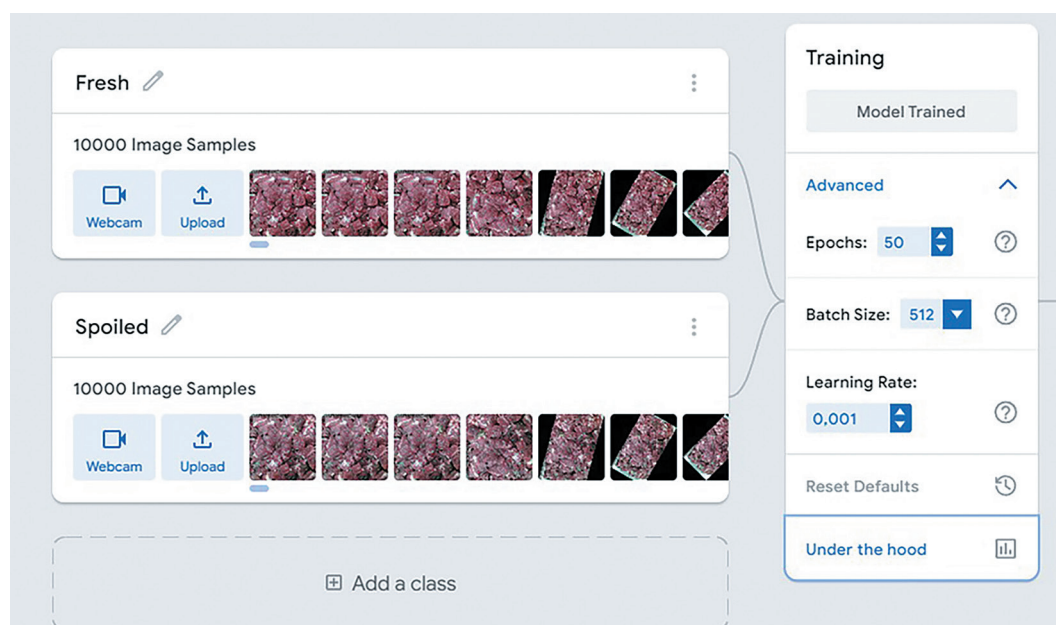 Fresh
10000 Image Samples
Webcam
Upload
Spoiled
10000 Image Samples
Webcam
Upload
Add a class
Training
Model Trained
Advanced
Epochs: 50
Batch Size: 512
Learning Rate:
0,001
Reset Defaults
Under the hood